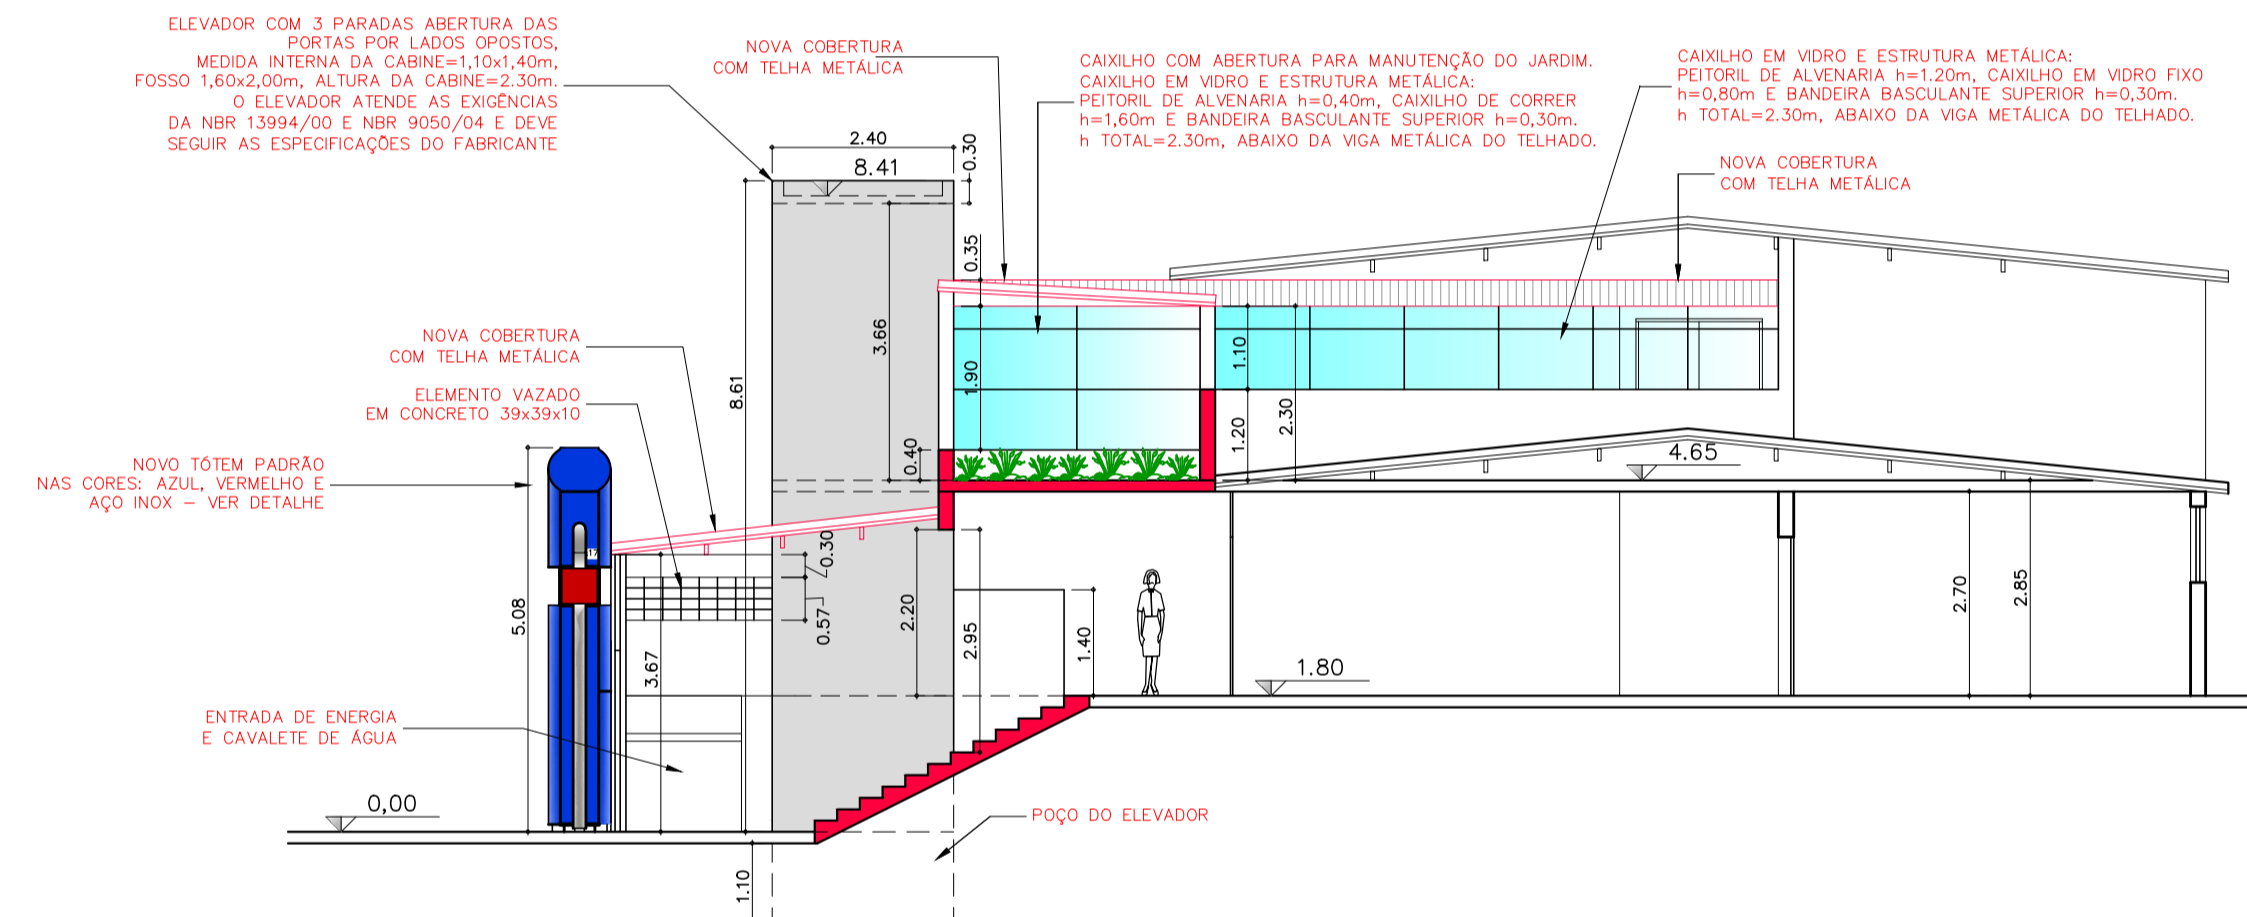 ELEVADOR COM 3 PARADAS ABERTURA DAS
PORTAS POR LADOS OPOSTOS,
MEDIDA INTERNA DA CABINE=1,10x1,40m,
FOSSO 1,60x2,00m, ALTURA DA CABINE=2.30m.
O ELEVADOR ATENDE AS EXIGÊNCIAS
DA NBR 13994/00 E NBR 9050/04 E DEVE
SEGUIR AS ESPECIFICAÇÕES DO FABRICANTE
NOVA COBERTURA
COM TELHA METÁLICA
CAIXILHO COM ABERTURA PARA MANUTENÇÃO DO JARDIM.
CAIXILHO EM VIDRO E ESTRUTURA METÁLICA:
PEITORIL DE ALVENARIA h=0,40m, CAIXILHO DE CORRER
h=1,60m E BANDEIRA BASCULANTE SUPERIOR h=0,30m.
h TOTAL=2.30m, ABAIXO DA VIGA METÁLICA DO TELHADO.
CAIXILHO EM VIDRO E ESTRUTURA METÁLICA:
PEITORIL DE ALVENARIA h=1.20m, CAIXILHO EM VIDRO FIXO
h=0,80m E BANDEIRA BASCULANTE SUPERIOR h=0,30m.
h TOTAL=2.30m, ABAIXO DA VIGA METÁLICA DO TELHADO.
NOVA COBERTURA
COM TELHA METÁLICA
2.40
8.41
0.30
0.35
3.66
8.61
1.90
0.40
1.10
1.20
2.30
NOVA COBERTURA
COM TELHA METÁLICA
ELEMENTO VAZADO
EM CONCRETO 39x39x10
NOVO TÓTEM PADRÃO
NAS CORES: AZUL, VERMELHO E
AÇO INOX – VER DETALHE
4.65
17
5.08
0.30
0.57
3.67
2.20
2.95
1.40
2.70
2.85
1.80
ENTRADA DE ENERGIA
E CAVALETE DE ÁGUA
0,00
POÇO DO ELEVADOR
1.10